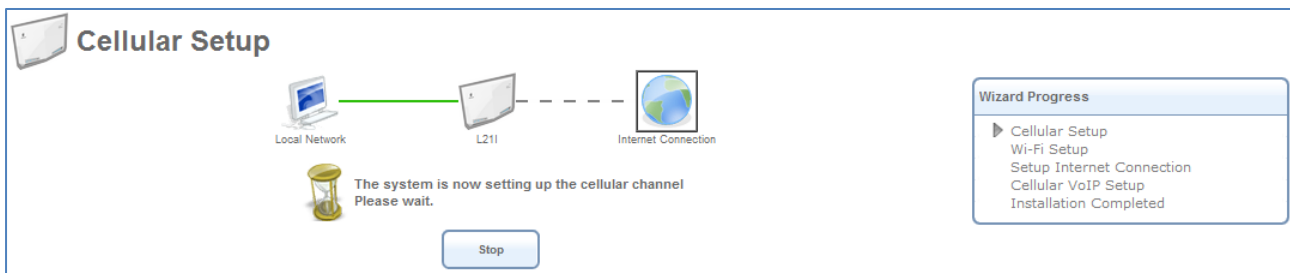 Cellular Setup
Local Network
L21I
Internet Connection
The system is now setting up the cellular channel
Please wait.
Stop
Wizard Progress
Cellular Setup
Wi-Fi Setup
Setup Internet Connection
Cellular VoIP Setup
Installation Completed